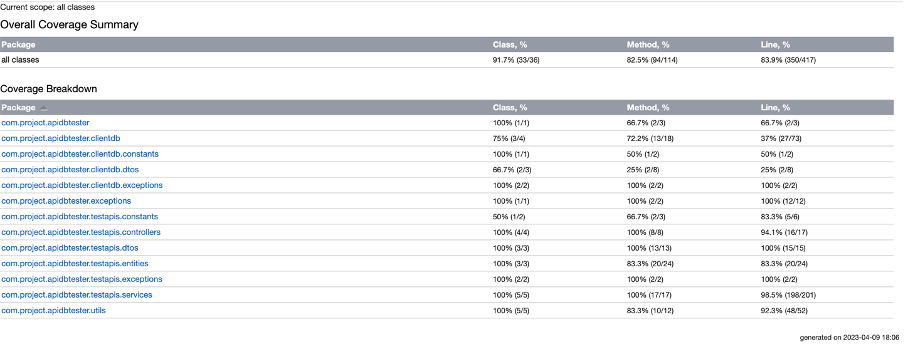 Current scope: all classes
Overall Coverage Summary
Package Class, % Method, % Line, %
all classes 91.7% (33/36) 82.5% (94/114) 83.9% (350/417)
Coverage Breakdown
Package Class, % Method, % Line, %
com.project.apidbtester 100% (1/1) 66.7% (2/3) 66.7% (2/3)
com.project.apidbtester.clientdb 75% (3/4) 72.2% (13/18) 37% (27/73)
com.project.apidbtester.clientdb.constants 100% (1/1) 50% (1/2) 50% (1/2)
com.project.apidbtester.clientdb.dtos 66.7% (2/3) 25% (2/8) 25% (2/8)
com.project.apidbtester.clientdb.exceptions 100% (2/2) 100% (2/2) 100% (2/2)
com.project.apidbtester.exceptions 100% (1/1) 100% (2/2) 100% (12/12)
com.project.apidbtester.testapis.constants 50% (1/2) 66.7% (2/3) 83.3% (5/6)
com.project.apidbtester.testapis.controllers 100% (4/4) 100% (8/8) 94.1% (16/17)
com.project.apidbtester.testapis.dtos 100% (3/3) 100% (13/13) 100% (15/15)
com.project.apidbtester.testapis.entities 100% (3/3) 83.3% (20/24) 83.3% (20/24)
com.project.apidbtester.testapis.exceptions 100% (2/2) 100% (2/2) 100% (2/2)
com.project.apidbtester.testapis.services 100% (5/5) 100% (17/17) 98.5% (198/201)
com.project.apidbtester.utils 100% (5/5) 83.3% (10/12) 92.3% (48/52)
generated on 2023-04-09 18:06